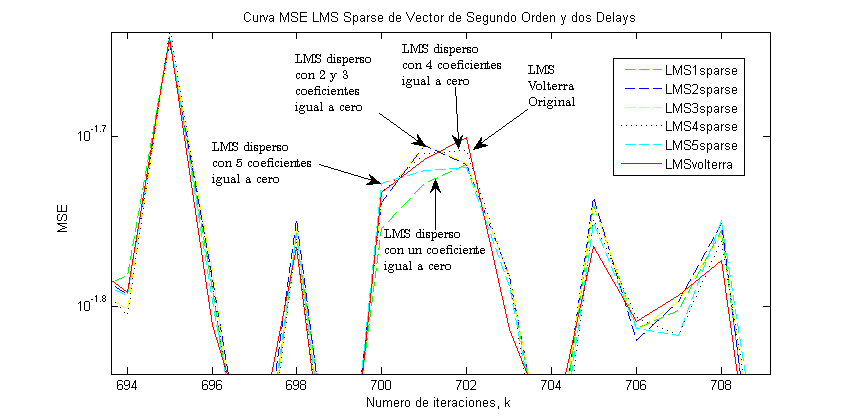 Curva MSE LMS Sparse de Vector de Segundo Orden y dos Delays
LMS disperso
con 2 y 3
coeficientes
igual a cero
LMS disperso
con 4 coeficientes
igual a cero
LMS
Volterra
Original
LMS1sparse
LMS2sparse
LMS3sparse
LMS4sparse
LMS5sparse
LMSvolterra
LMS disperso
con 5 coeficientes
igual a cero
LMS disperso
con un coeficiente
igual a cero
MSE
10^-1.7
10^-1.8
694 696 698 700 702 704 706 708
Numero de iteraciones, k